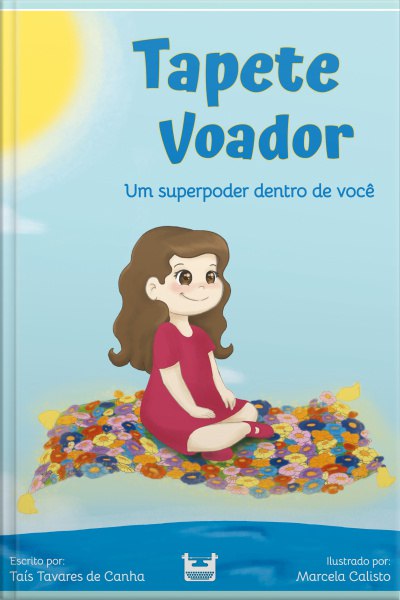 Tapete
Voador
Um superpoder dentro de você
Escrito por:
Taís Tavares de Canha
Ilustrado por:
Marcela Calisto